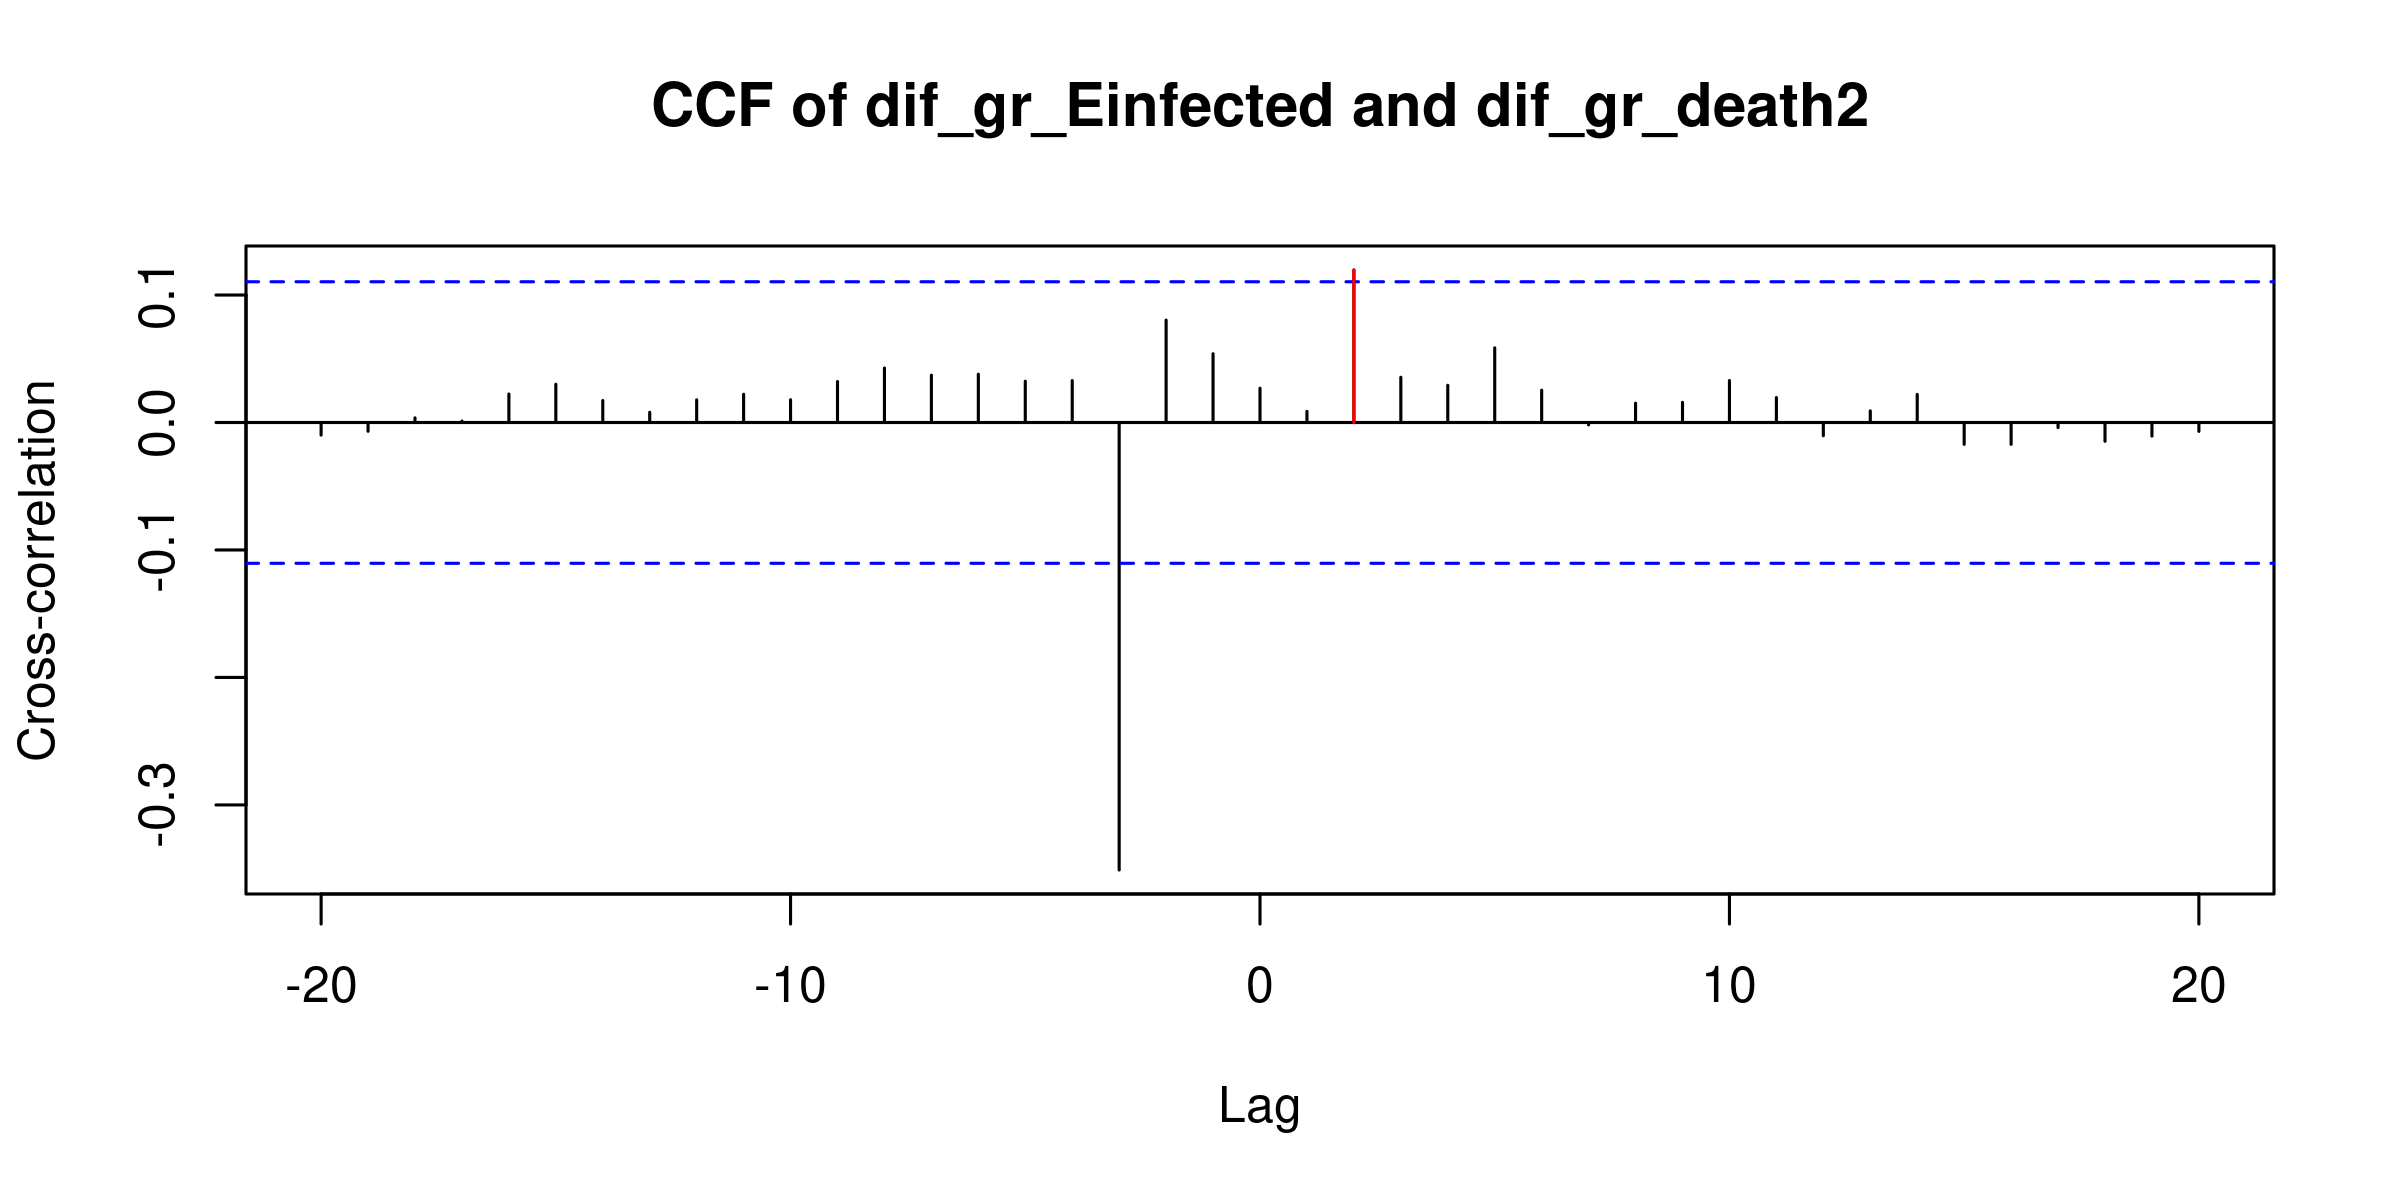 CCF of dif_gr_Einfected and dif_gr_death2
Cross-correlation
0.1
0.0
-0.1
-0.3
-20 -10 0 10 20
Lag